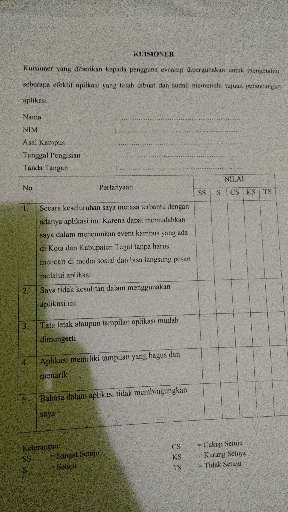 KUISIONER
Kuisioner yang diberikan kepada pengguna eventqi dipergunakan untuk mengetahui
seberapa efektif aplikasi yang telah dibuat dan sudah memenuhi tujuan perancangan
aplikasi.
Nama :
NIM :
Asal Kampus :
Tanggal Pengisian :
Tanda Tangan :
No Pertanyaan NILAI
SS S CS KS TS
1. Secara keseluruhan saya merasa terbantu dengan
adanya aplikasi ini. Karena dapat memudahkan
saya dalam menemukan event kampus yang ada
di Kota dan Kabupaten Tegal tanpa harus
mencari di media sosial dan bisa langsung pesan
melalui aplikasi
2. Saya tidak kesulitan dalam menggunakan
aplikasi ini
3. Tata letak ataupun tampilan aplikasi mudah
dimengerti
4. Aplikasi memiliki tampilan yang bagus dan
menarik
5. Bahasa dalam aplikasi tidak membingungkan
saya
Keterangan:
SS = Sangat Setuju CS = Cukup Setuju
S = Setuju KS = Kurang Setuju
TS = Tidak Setuju